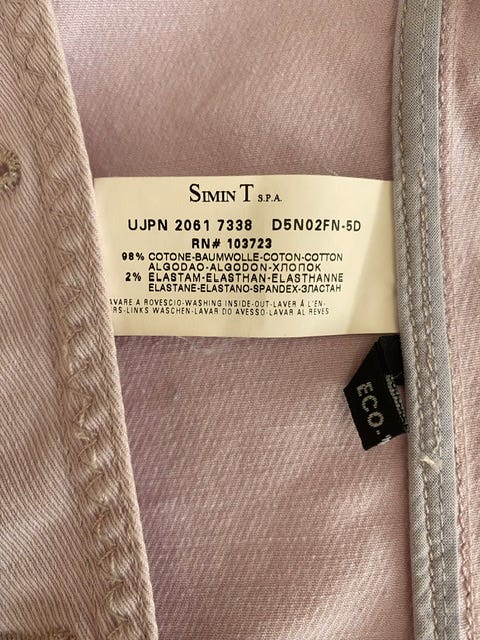 SIMIN T S.P.A.
UJPN 2061 7338 D5N02FN-5D
RN# 103723
98% COTONE-BAUMWOLLE-COTON-COTTON
ALGODAO-ALGODON-ХЛОПОК
2% ELASTAM-ELASTHAN-ELASTHANNE
ELASTANE-ELASTANO-SPANDEX-ЭЛАСТАН
AVARE A ROVESCIO-WASHING INSIDE-OUT-LAVER Á L'EN-
RS-LINKS WASCHEN-LAVAR DO AVESSO-LAVAR AL REVES
ECO-